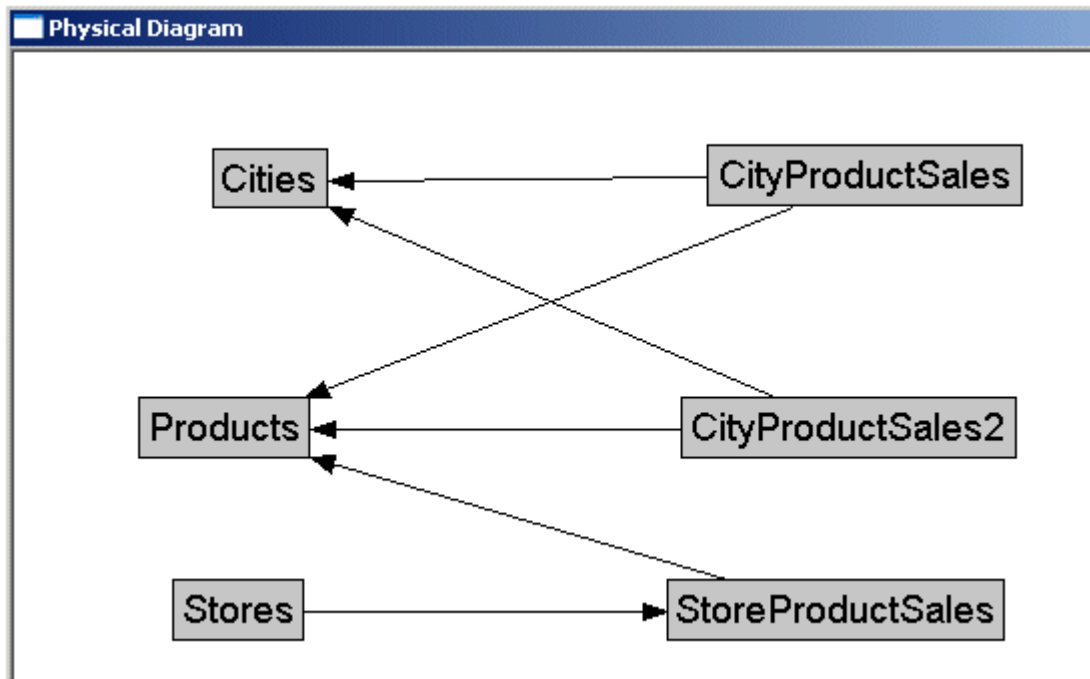 Physical Diagram
Cities
CityProductSales
Products
CityProductSales2
Stores
StoreProductSales